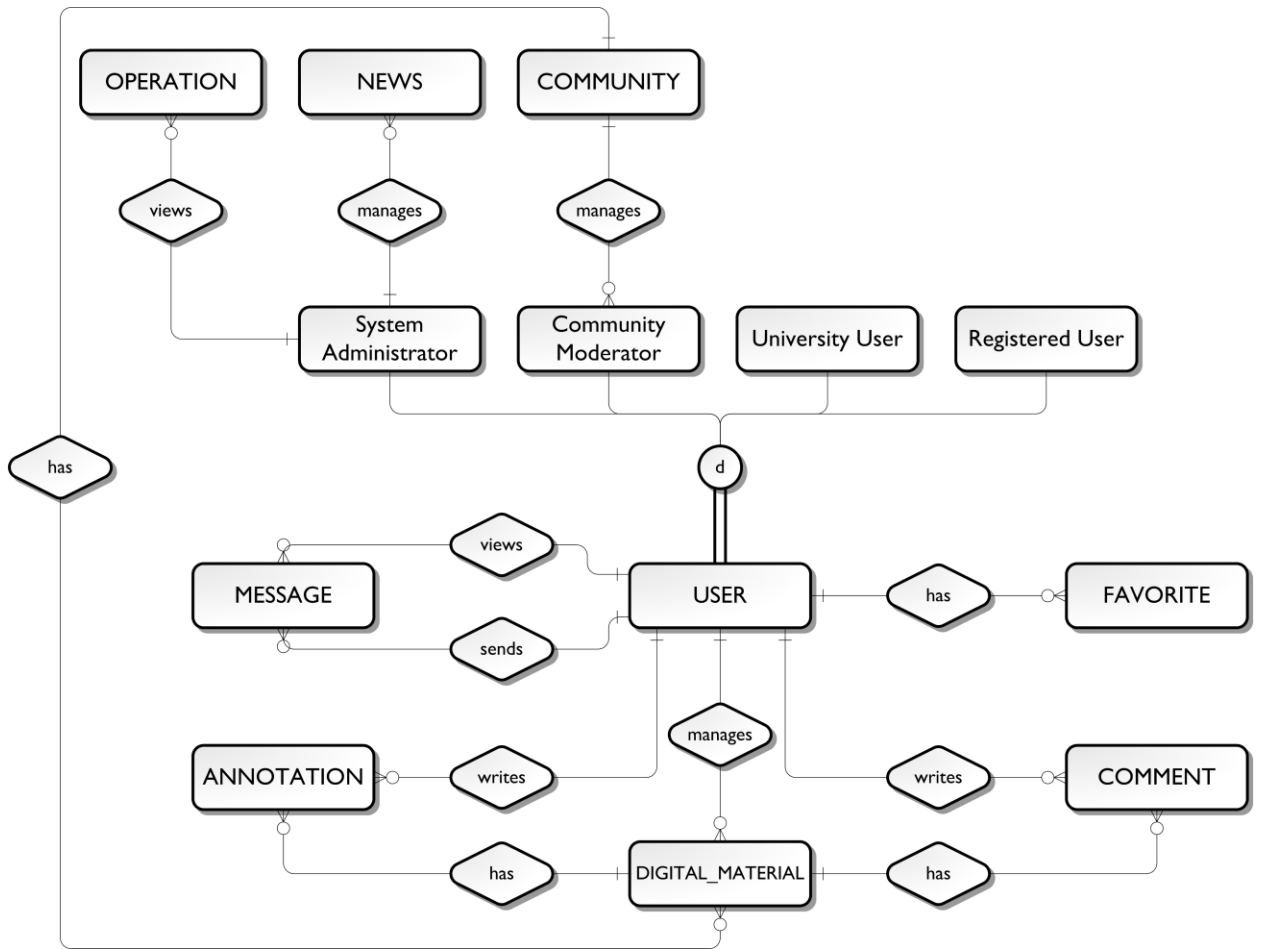 OPERATION
NEWS
COMMUNITY
views
manages
manages
System
Administrator
Community
Moderator
University User
Registered User
has
d
views
MESSAGE
USER
has
FAVORITE
sends
manages
ANNOTATION
writes
writes
COMMENT
has
DIGITAL_MATERIAL
has